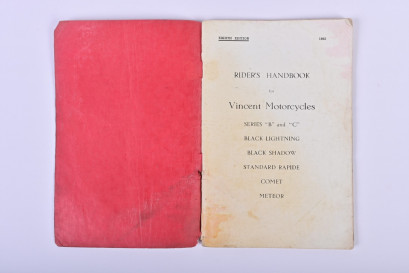 RIDER'S HANDBOOK
for
Vincent Motorcycles
SERIES "B" and "C"
BLACK LIGHTNING
BLACK SHADOW
STANDARD RAPIDE
COMET
METEOR